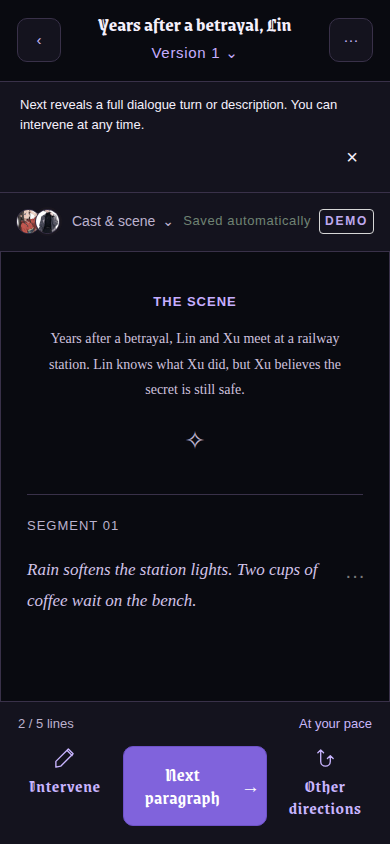 Years after a betrayal, Lin
Version 1
Next reveals a full dialogue turn or description. You can
intervene at any time.
Cast & scene
Saved automatically
DEMO
THE SCENE
Years after a betrayal, Lin and Xu meet at a railway
station. Lin knows what Xu did, but Xu believes the
secret is still safe.
SEGMENT 01
Rain softens the station lights. Two cups of
coffee wait on the bench.
2 / 5 lines
At your pace
Intervene
Next
paragraph
Other
directions